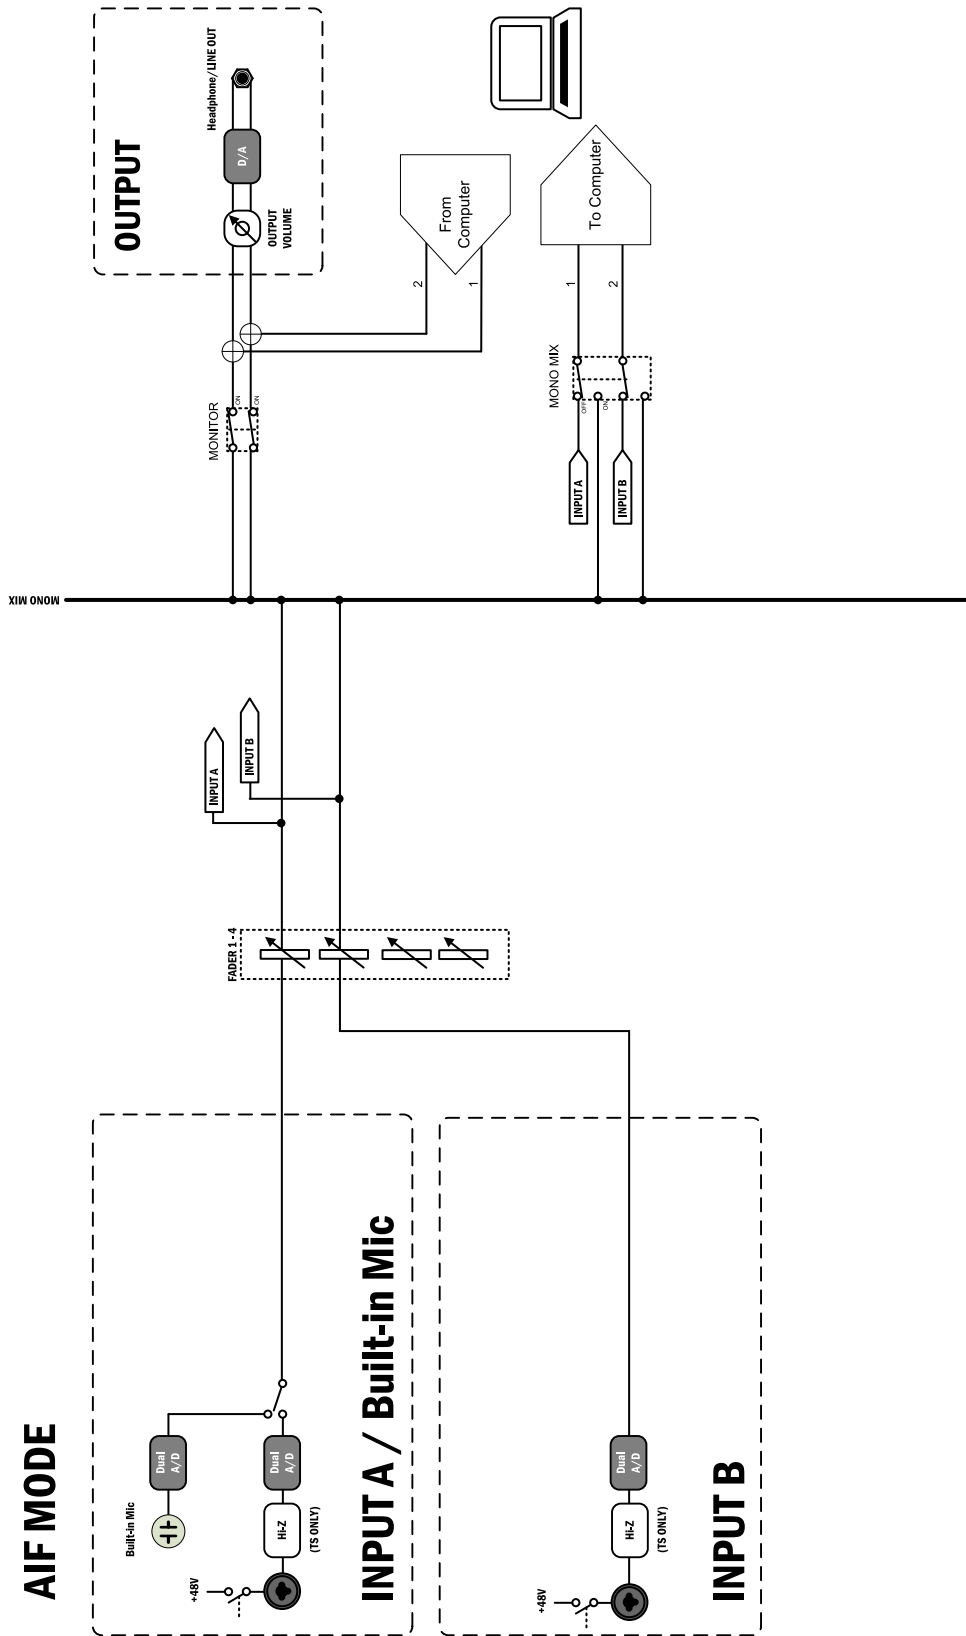 AIF MODE
INPUT A / Built-in Mic
Built-in Mic
Dual
A/D
+48V
Hi-Z
(TS ONLY)
Dual
A/D
INPUT B
+48V
Hi-Z
(TS ONLY)
Dual
A/D
FADER 1 - 4
INPUT A
INPUT B
MONO MIX
MONITOR
ON
ON
OUTPUT
OUTPUT
VOLUME
D/A
Headphone/LINE OUT
2
1
From
Computer
INPUT A
INPUT B
MONO MIX
OFF
ON
1
2
To Computer